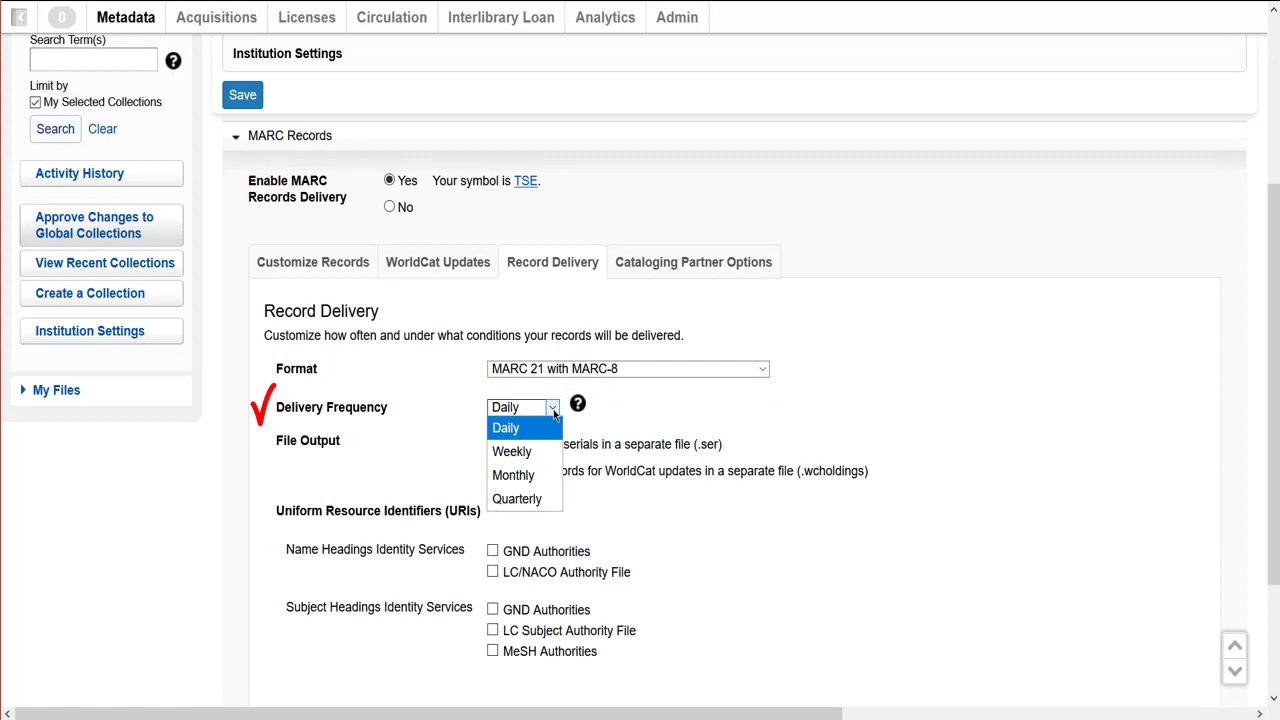 0 Metadata Acquisitions Licenses Circulation Interlibrary Loan Analytics Admin
Search Term(s)
?
Limit by
My Selected Collections
Search Clear
Activity History
Approve Changes to
Global Collections
View Recent Collections
Create a Collection
Institution Settings
My Files
Institution Settings
Save
MARC Records
Enable MARC
Records Delivery
Yes Your symbol is TSE.
No
Customize Records WorldCat Updates Record Delivery Cataloging Partner Options
Record Delivery
Customize how often and under what conditions your records will be delivered.
Format MARC 21 with MARC-8
Delivery Frequency Daily ?
Daily
Weekly
Monthly
Quarterly
File Output serials in a separate file (.ser)
for WorldCat updates in a separate file (.wcholdings)
Uniform Resource Identifiers (URIs)
Name Headings Identity Services GND Authorities
LC/NACO Authority File
Subject Headings Identity Services GND Authorities
LC Subject Authority File
MeSH Authorities